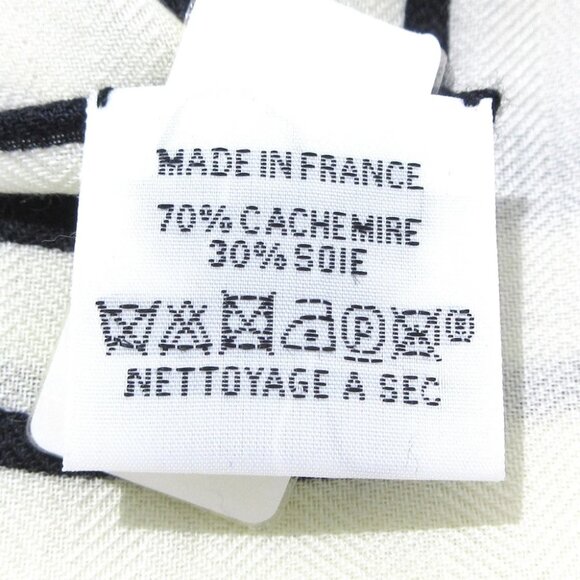 MADE IN FRANCE
70% CACHEMIRE
30% SOIE
P ®
NETTOYAGE A SEC